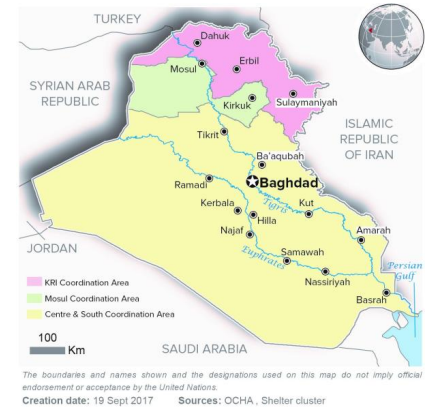 TURKEY
Dahuk
Mosul
Erbil
SYRIAN ARAB
REPUBLIC
Kirkuk
Sulaymaniyah
Tikrit
ISLAMIC
REPUBLIC
OF IRAN
Ba'aqubah
Ramadi
Baghdad
Tigris
Kerbala
Kut
Hilla
Najaf
Amarah
JORDAN
Euphrates
Samawah
Persian
Gulf
Nassiriyah
Basrah
KRI Coordination Area
Mosul Coordination Area
Centre & South Coordination Area
100
Km
SAUDI ARABIA
The boundaries and names shown and the designations used on this map do not imply official
endorsement or acceptance by the United Nations.
Creation date: 19 Sept 2017 Sources: OCHA , Shelter cluster